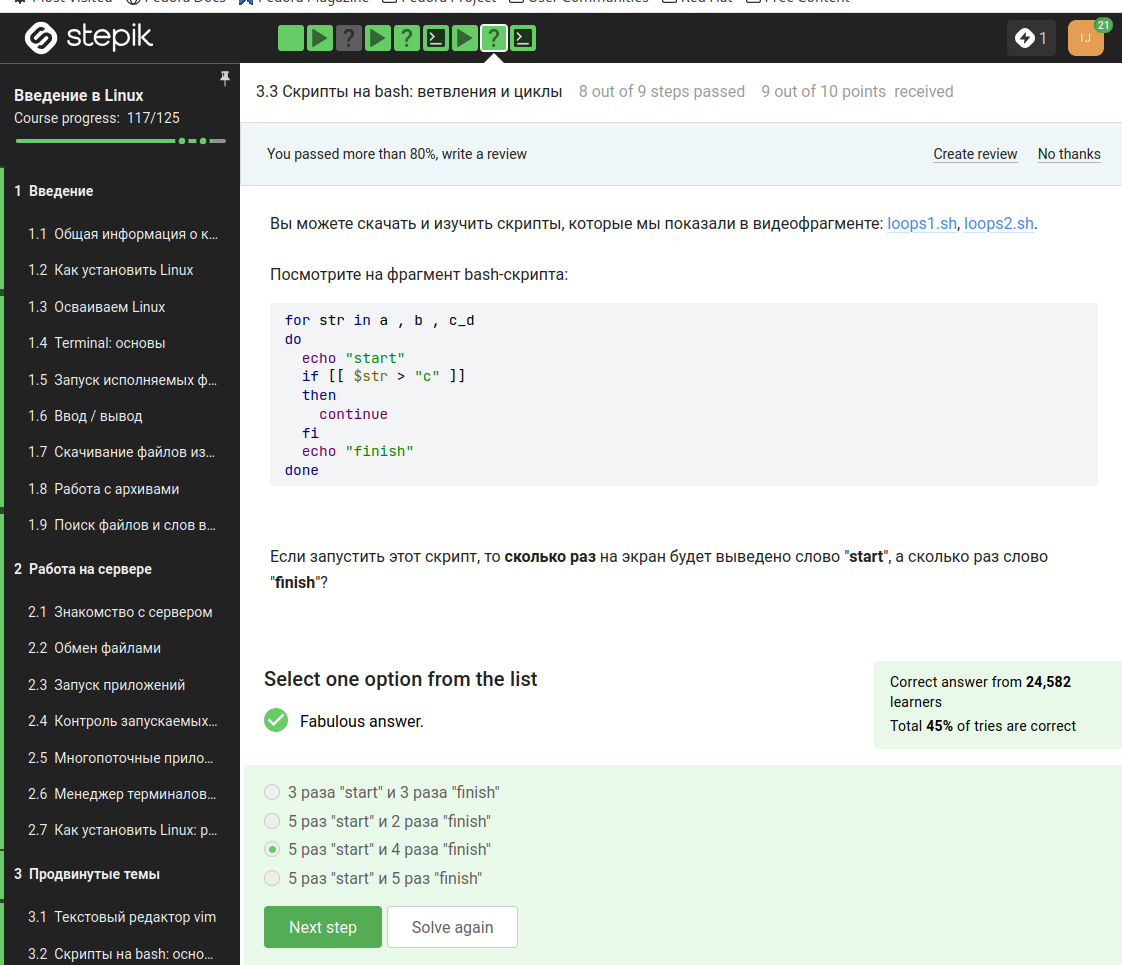 Most Visited Fedora Docs Fedora Magazine Fedora Project User Communities Red Hat Free Content
stepik
? ? ? 1 IJ 21
Введение в Linux
Course progress: 117/125
1 Введение
1.1 Общая информация о к...
1.2 Как установить Linux
1.3 Осваиваем Linux
1.4 Terminal: основы
1.5 Запуск исполняемых ф...
1.6 Ввод / вывод
1.7 Скачивание файлов из...
1.8 Работа с архивами
1.9 Поиск файлов и слов в...
2 Работа на сервере
2.1 Знакомство с сервером
2.2 Обмен файлами
2.3 Запуск приложений
2.4 Контроль запускаемых...
2.5 Многопоточные прило...
2.6 Менеджер терминалов...
2.7 Как установить Linux: р...
3 Продвинутые темы
3.1 Текстовый редактор vim
3.2 Скрипты на bash: осно...
3.3 Скрипты на bash: ветвления и циклы 8 out of 9 steps passed 9 out of 10 points received
You passed more than 80%, write a review Create review No thanks
Вы можете скачать и изучить скрипты, которые мы показали в видеофрагменте: loops1.sh, loops2.sh.
Посмотрите на фрагмент bash-скрипта:
for str in a , b , c_d
do
  echo "start"
  if [[ $str > "c" ]]
  then
    continue
  fi
  echo "finish"
done
Если запустить этот скрипт, то сколько раз на экран будет выведено слово "start", а сколько раз слово
"finish"?
Select one option from the list
Fabulous answer.
Correct answer from 24,582
learners
Total 45% of tries are correct
3 раза "start" и 3 раза "finish"
5 раз "start" и 2 раза "finish"
5 раз "start" и 4 раза "finish"
5 раз "start" и 5 раз "finish"
Next step Solve again